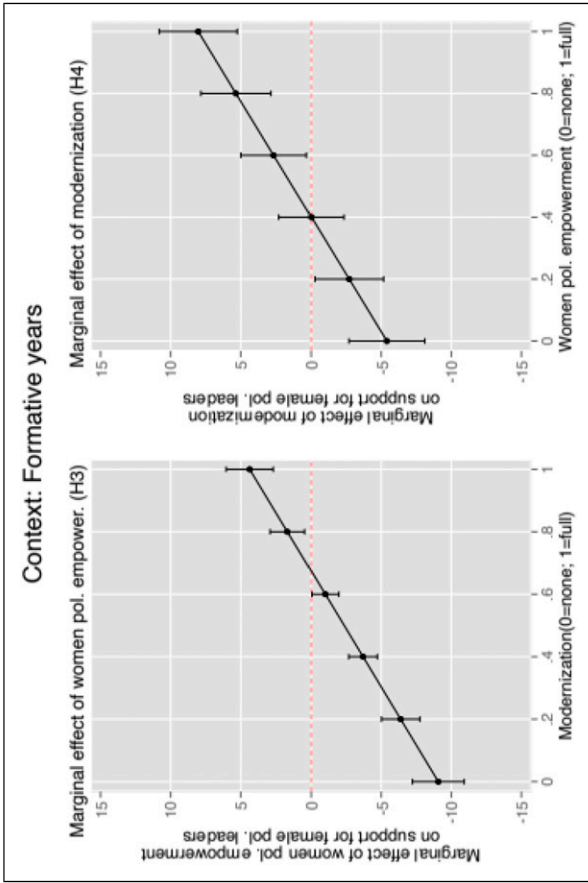 Context: Formative years
Marginal effect of women pol. empower. (H3)
Marginal effect of women pol. empowerment
on support for female pol. leaders
15
10
5
0
-5
-10
-15
0 .2 .4 .6 .8 1
Modernization(0=none; 1=full)
Marginal effect of modernization (H4)
Marginal effect of modernization
on support for female pol. leaders
15
10
5
0
-5
-10
-15
0 .2 .4 .6 .8 1
Women pol. empowerment (0=none; 1=full)